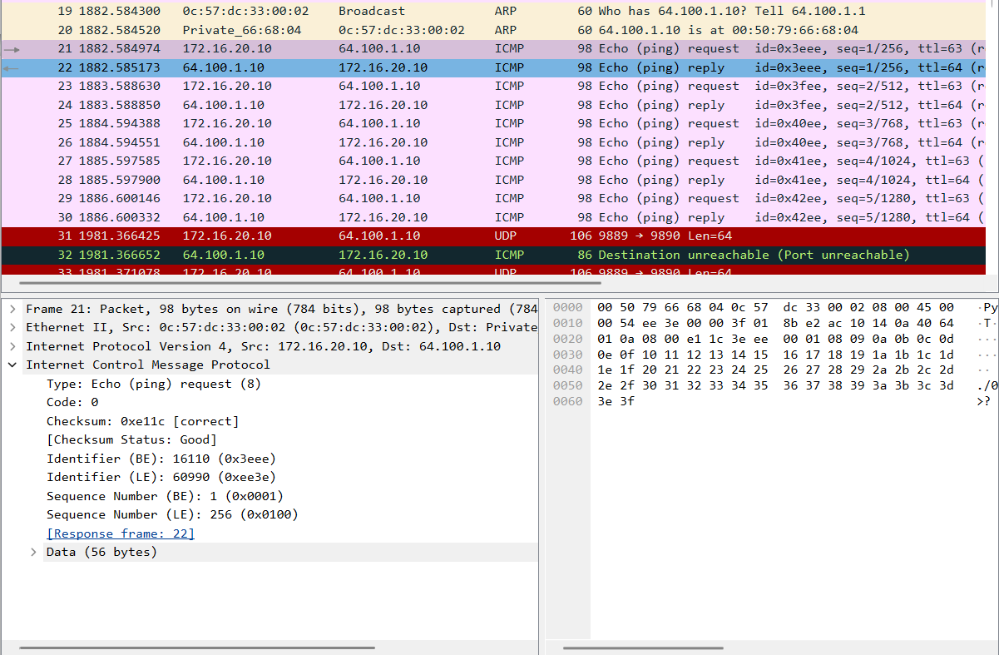 19 1882.584300 0c:57:dc:33:00:02 Broadcast ARP 60 Who has 64.100.1.10? Tell 64.100.1.1
20 1882.584520 Private_66:68:04 0c:57:dc:33:00:02 ARP 60 64.100.1.10 is at 00:50:79:66:68:04
21 1882.584974 172.16.20.10 64.100.1.10 ICMP 98 Echo (ping) request id=0x3eee, seq=1/256, ttl=63 (r
22 1882.585173 64.100.1.10 172.16.20.10 ICMP 98 Echo (ping) reply id=0x3eee, seq=1/256, ttl=64 (r
23 1883.588630 172.16.20.10 64.100.1.10 ICMP 98 Echo (ping) request id=0x3fee, seq=2/512, ttl=63 (r
24 1883.588850 64.100.1.10 172.16.20.10 ICMP 98 Echo (ping) reply id=0x3fee, seq=2/512, ttl=64 (r
25 1884.594388 172.16.20.10 64.100.1.10 ICMP 98 Echo (ping) request id=0x40ee, seq=3/768, ttl=63 (r
26 1884.594551 64.100.1.10 172.16.20.10 ICMP 98 Echo (ping) reply id=0x40ee, seq=3/768, ttl=64 (r
27 1885.597585 172.16.20.10 64.100.1.10 ICMP 98 Echo (ping) request id=0x41ee, seq=4/1024, ttl=63 (
28 1885.597900 64.100.1.10 172.16.20.10 ICMP 98 Echo (ping) reply id=0x41ee, seq=4/1024, ttl=64 (
29 1886.600146 172.16.20.10 64.100.1.10 ICMP 98 Echo (ping) request id=0x42ee, seq=5/1280, ttl=63 (
30 1886.600332 64.100.1.10 172.16.20.10 ICMP 98 Echo (ping) reply id=0x42ee, seq=5/1280, ttl=64 (
31 1981.366425 172.16.20.10 64.100.1.10 UDP 106 9889 → 9890 Len=64
32 1981.366652 64.100.1.10 172.16.20.10 ICMP 86 Destination unreachable (Port unreachable)
33 1981.371078 172.16.20.10 64.100.1.10 UDP 106 9889 → 9890 Len=64
Frame 21: Packet, 98 bytes on wire (784 bits), 98 bytes captured (784
Ethernet II, Src: 0c:57:dc:33:00:02 (0c:57:dc:33:00:02), Dst: Private
Internet Protocol Version 4, Src: 172.16.20.10, Dst: 64.100.1.10
Internet Control Message Protocol
Type: Echo (ping) request (8)
Code: 0
Checksum: 0xe11c [correct]
[Checksum Status: Good]
Identifier (BE): 16110 (0x3eee)
Identifier (LE): 60990 (0xee3e)
Sequence Number (BE): 1 (0x0001)
Sequence Number (LE): 256 (0x0100)
[Response frame: 22]
Data (56 bytes)
0000 00 50 79 66 68 04 0c 57 dc 33 00 02 08 00 45 00 ·Py
0010 00 54 ee 3e 00 00 3f 01 8b e2 ac 10 14 0a 40 64 ·T·
0020 01 0a 08 00 e1 1c 3e ee 00 01 08 09 0a 0b 0c 0d ···
0030 0e 0f 10 11 12 13 14 15 16 17 18 19 1a 1b 1c 1d ···
0040 1e 1f 20 21 22 23 24 25 26 27 28 29 2a 2b 2c 2d ··
0050 2e 2f 30 31 32 33 34 35 36 37 38 39 3a 3b 3c 3d ./0
0060 3e 3f >?